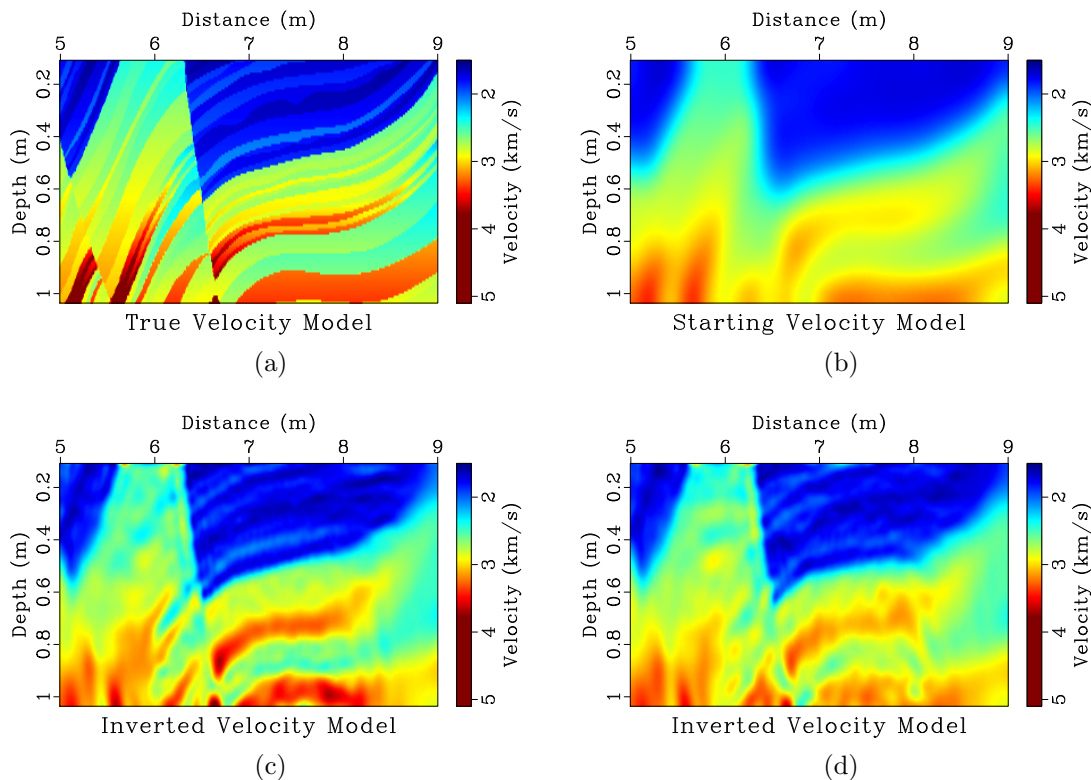 Distance (m)
5 6 7 8 9
Depth (m)
0.2
0.4
0.6
0.8
1
Velocity (km/s)
2
3
4
5
True Velocity Model
(a)
Distance (m)
5 6 7 8 9
Depth (m)
0.2
0.4
0.6
0.8
1
Velocity (km/s)
2
3
4
5
Starting Velocity Model
(b)
Distance (m)
5 6 7 8 9
Depth (m)
0.2
0.4
0.6
0.8
1
Velocity (km/s)
2
3
4
5
Inverted Velocity Model
(c)
Distance (m)
5 6 7 8 9
Depth (m)
0.2
0.4
0.6
0.8
1
Velocity (km/s)
2
3
4
5
Inverted Velocity Model
(d)